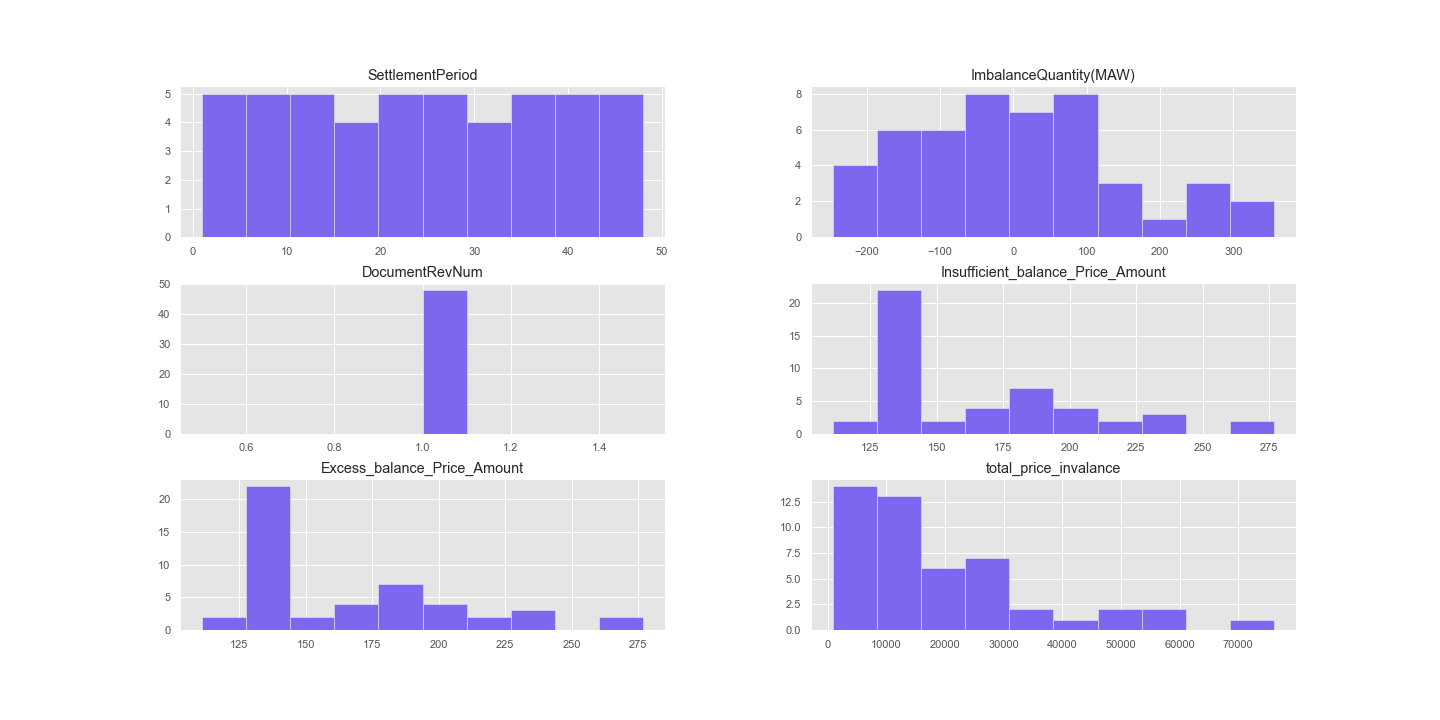 SettlementPeriod
5
4
3
2
1
0
0 10 20 30 40 50
ImbalanceQuantity(MAW)
8
6
4
2
0
−200 −100 0 100 200 300
DocumentRevNum
50
40
30
20
10
0
0.6 0.8 1.0 1.2 1.4
Insufficient_balance_Price_Amount
20
15
10
5
0
125 150 175 200 225 250 275
Excess_balance_Price_Amount
20
15
10
5
0
125 150 175 200 225 250 275
total_price_invalance
12.5
10.0
7.5
5.0
2.5
0.0
0 10000 20000 30000 40000 50000 60000 70000